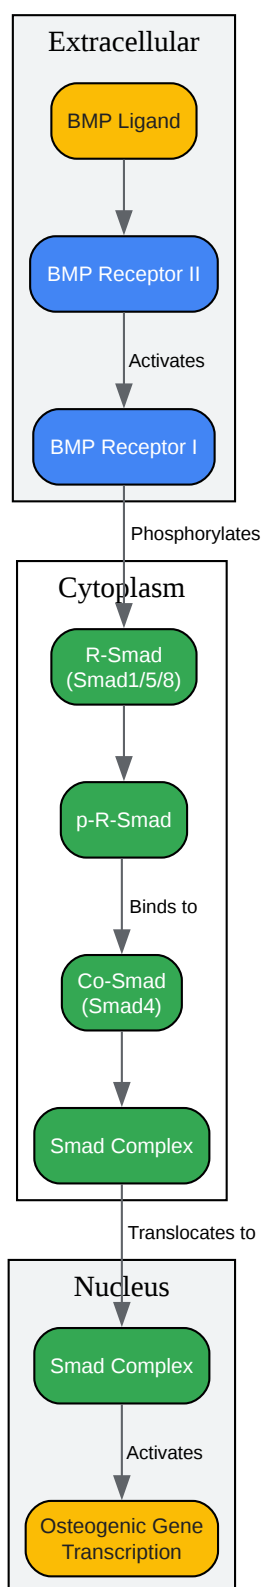 Extracellular
BMP Ligand
BMP Receptor II
Activates
BMP Receptor I
Phosphorylates
Cytoplasm
R-Smad
(Smad1/5/8)
p-R-Smad
Binds to
Co-Smad
(Smad4)
Smad Complex
Translocates to
Nucleus
Smad Complex
Activates
Osteogenic Gene
Transcription